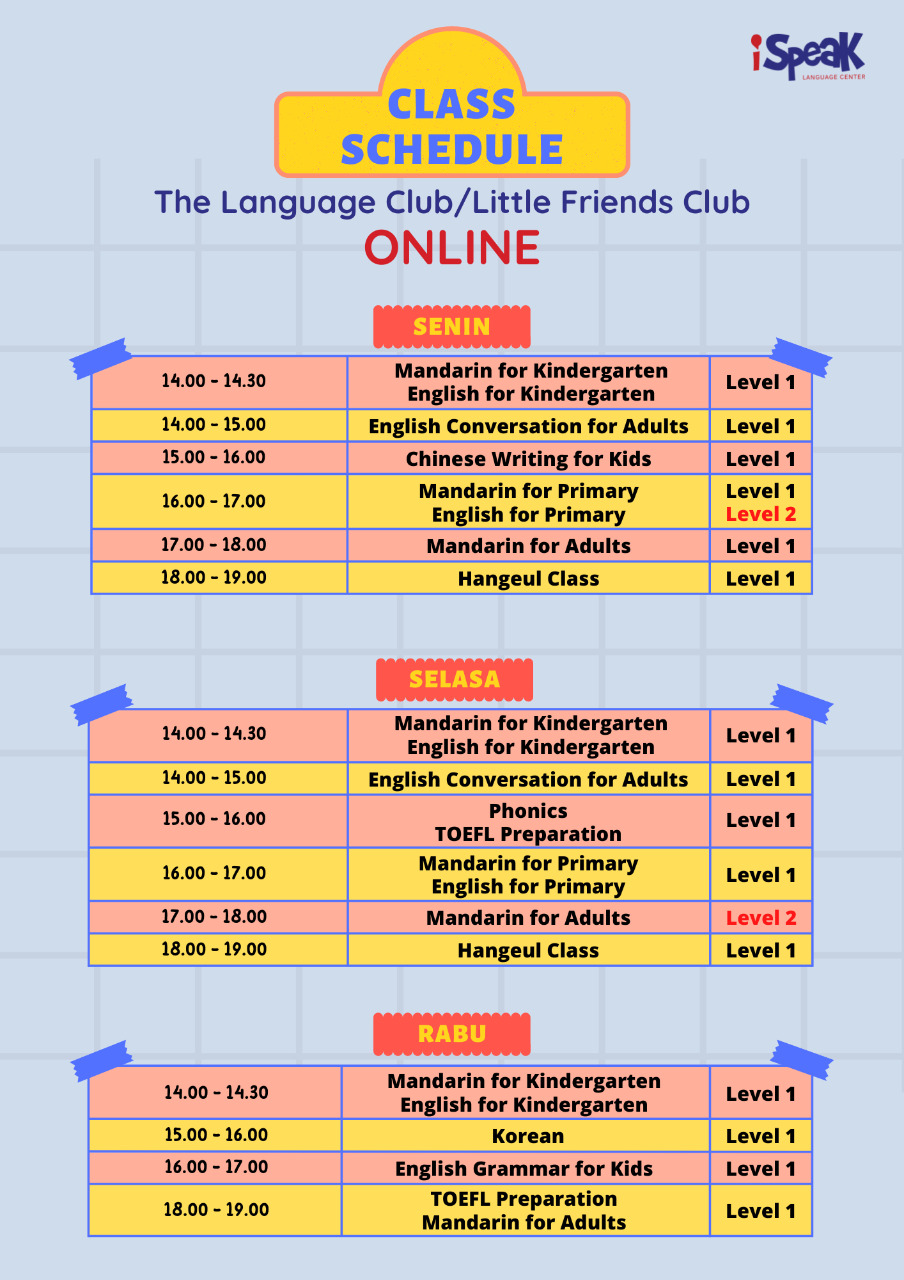 iSpeaK
LANGUAGE CENTER
CLASS
SCHEDULE
The Language Club/Little Friends Club
ONLINE
SENIN
14.00 - 14.30
Mandarin for Kindergarten
English for Kindergarten
Level 1
14.00 - 15.00
English Conversation for Adults
Level 1
15.00 - 16.00
Chinese Writing for Kids
Level 1
16.00 - 17.00
Mandarin for Primary
English for Primary
Level 1
Level 2
17.00 - 18.00
Mandarin for Adults
Level 1
18.00 - 19.00
Hangeul Class
Level 1
SELASA
14.00 - 14.30
Mandarin for Kindergarten
English for Kindergarten
Level 1
14.00 - 15.00
English Conversation for Adults
Level 1
15.00 - 16.00
Phonics
TOEFL Preparation
Level 1
16.00 - 17.00
Mandarin for Primary
English for Primary
Level 1
17.00 - 18.00
Mandarin for Adults
Level 2
18.00 - 19.00
Hangeul Class
Level 1
RABU
14.00 - 14.30
Mandarin for Kindergarten
English for Kindergarten
Level 1
15.00 - 16.00
Korean
Level 1
16.00 - 17.00
English Grammar for Kids
Level 1
18.00 - 19.00
TOEFL Preparation
Mandarin for Adults
Level 1